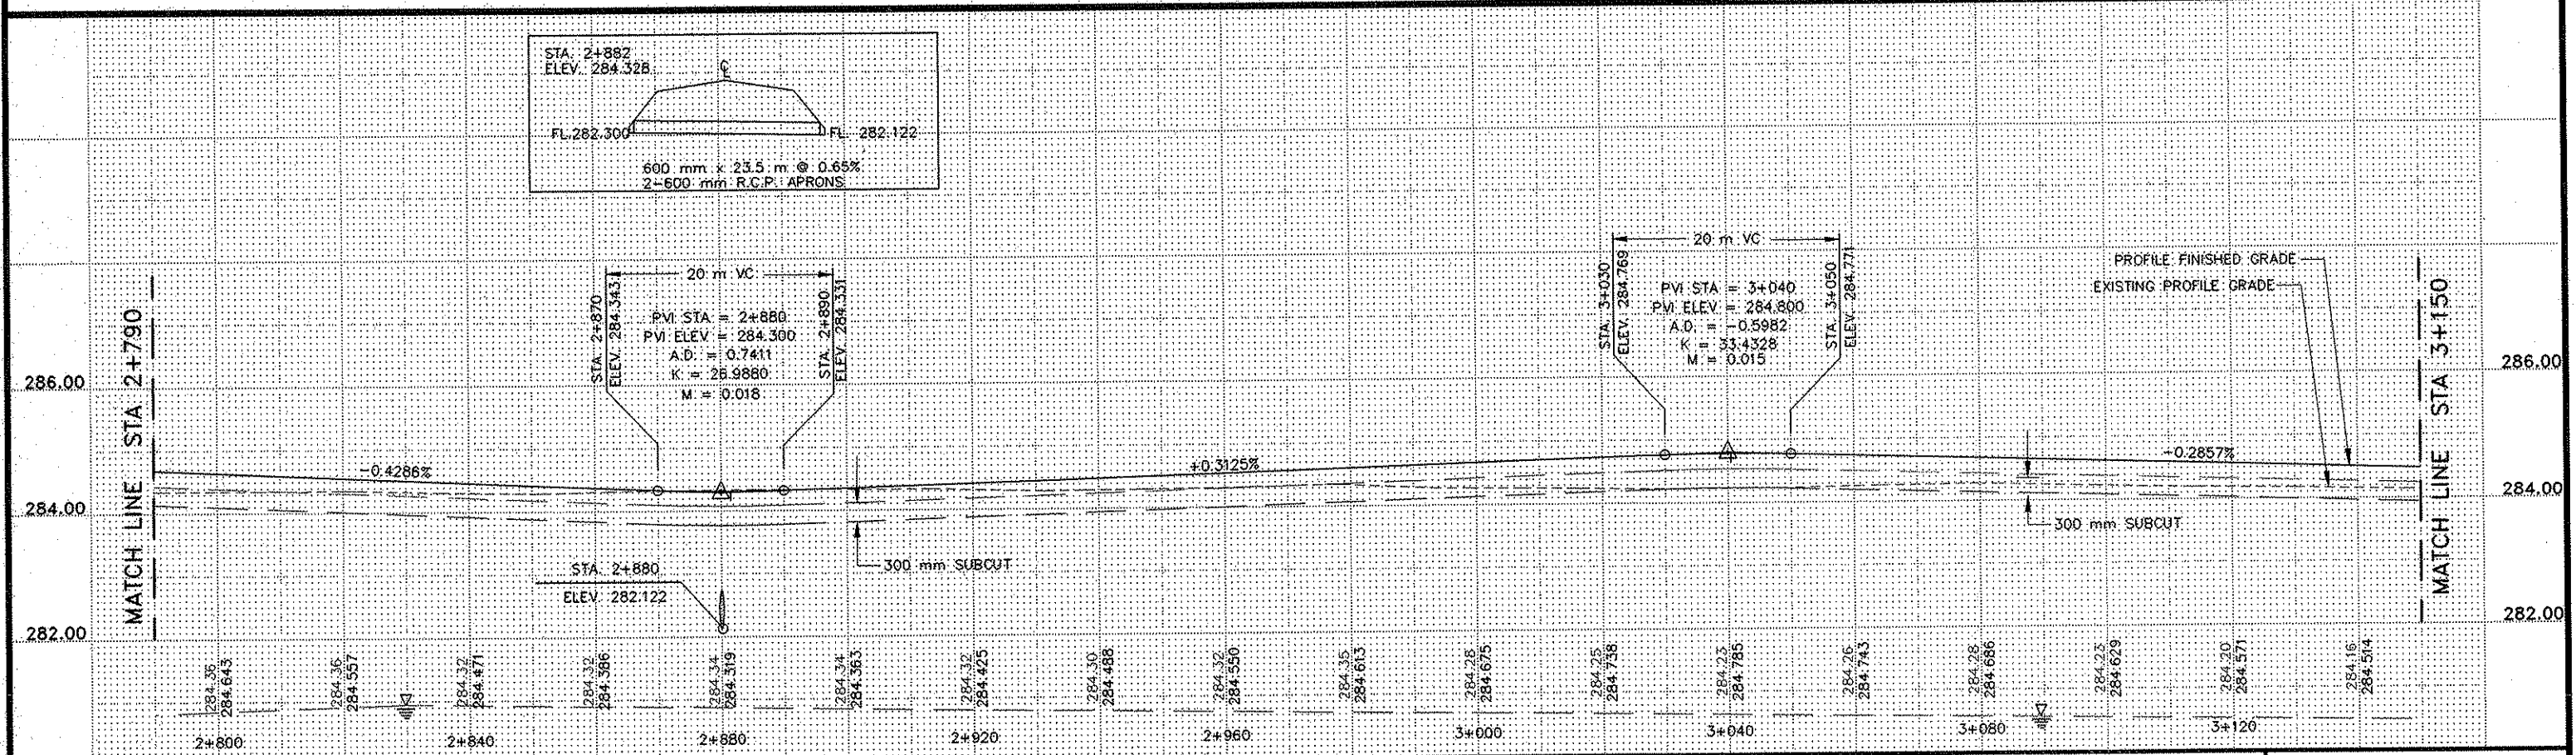 STA. 2+882
ELEV. 284.328
℄
FL.282.300
FL. 282.122
600 mm x 23.5 m @ 0.65%
2-600 mm R.C.P. APRONS
20 m VC
STA. 2+870
ELEV. 284.343
PVI STA = 2+880
PVI ELEV = 284.300
A.D. = 0.7411
K = 26.9880
M = 0.018
STA. 2+890
ELEV. 284.331
20 m VC
STA. 3+030
ELEV. 284.769
PVI STA = 3+040
PVI ELEV = 284.800
A.D. = -0.5982
K = 33.4328
M = 0.015
STA. 3+050
ELEV. 284.771
PROFILE FINISHED GRADE
EXISTING PROFILE GRADE
MATCH LINE STA 2+790
MATCH LINE STA 3+150
286.00
284.00
282.00
286.00
284.00
282.00
-0.4286%
+0.3125%
-0.2857%
300 mm SUBCUT
300 mm SUBCUT
STA. 2+880
ELEV. 282.122
284.36
284.643
284.36
284.557
284.32
284.471
284.32
284.386
284.34
284.319
284.34
284.363
284.32
284.425
284.30
284.488
284.32
284.550
284.35
284.613
284.28
284.675
284.25
284.738
284.23
284.785
284.26
284.743
284.28
284.686
284.23
284.629
284.20
284.571
284.16
284.514
2+800
2+840
2+880
2+920
2+960
3+000
3+040
3+080
3+120